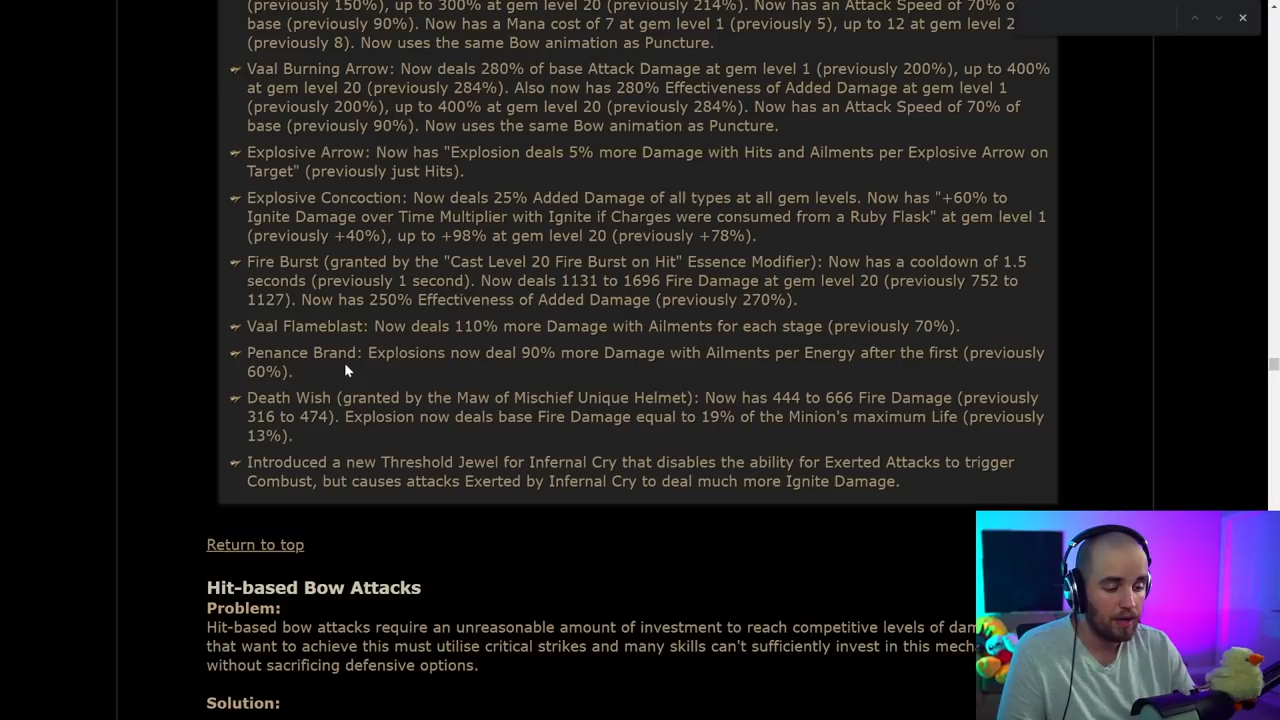 (previously 150%), up to 300% at gem level 20 (previously 214%). Now has an Attack Speed of 70% o
base (previously 90%). Now has a Mana cost of 7 at gem level 1 (previously 5), up to 12 at gem level 2
(previously 8). Now uses the same Bow animation as Puncture.
Vaal Burning Arrow: Now deals 280% of base Attack Damage at gem level 1 (previously 200%), up to 400%
at gem level 20 (previously 284%). Also now has 280% Effectiveness of Added Damage at gem level 1
(previously 200%), up to 400% at gem level 20 (previously 284%). Now has an Attack Speed of 70% of
base (previously 90%). Now uses the same Bow animation as Puncture.
Explosive Arrow: Now has "Explosion deals 5% more Damage with Hits and Ailments per Explosive Arrow on
Target" (previously just Hits).
Explosive Concoction: Now deals 25% Added Damage of all types at all gem levels. Now has "+60% to
Ignite Damage over Time Multiplier with Ignite if Charges were consumed from a Ruby Flask" at gem level 1
(previously +40%), up to +98% at gem level 20 (previously +78%).
Fire Burst (granted by the "Cast Level 20 Fire Burst on Hit" Essence Modifier): Now has a cooldown of 1.5
seconds (previously 1 second). Now deals 1131 to 1696 Fire Damage at gem level 20 (previously 752 to
1127). Now has 250% Effectiveness of Added Damage (previously 270%).
Vaal Flameblast: Now deals 110% more Damage with Ailments for each stage (previously 70%).
Penance Brand: Explosions now deal 90% more Damage with Ailments per Energy after the first (previously
60%).
Death Wish (granted by the Maw of Mischief Unique Helmet): Now has 444 to 666 Fire Damage (previously
316 to 474). Explosion now deals base Fire Damage equal to 19% of the Minion's maximum Life (previously
13%).
Introduced a new Threshold Jewel for Infernal Cry that disables the ability for Exerted Attacks to trigger
Combust, but causes attacks Exerted by Infernal Cry to deal much more Ignite Damage.
Return to top
Hit-based Bow Attacks
Problem:
Hit-based bow attacks require an unreasonable amount of investment to reach competitive levels of dam
that want to achieve this must utilise critical strikes and many skills can't sufficiently invest in this mech
without sacrificing defensive options.
Solution: